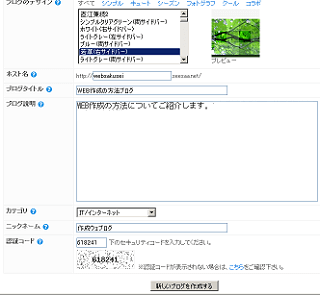 ブログのデザイン ? すべて シンプル キュート シーズン フォトグラフ クール コラボ
直江兼続2
シンプルクリアグリーン(両サイドバー)
ホワイト(右サイドバー)
ライトグレー(左サイドバー)
ブルー(両サイドバー)
若葉(右サイドバー)
ライトグレー(両サイドバー)
プレビュー
ホスト名 ? http:// websakusei .seesaa.net/
ブログタイトル ? WEB作成の方法ブログ
ブログ説明 ? WEB作成の方法についてご紹介します。
カテゴリ ? IT/インターネット
ニックネーム ? 作成ウェブログ
認証コード ? 618241 下のセキュリティコードを入力してください。
618241 ※認証コードが表示されない場合は、こちらをご確認下さい。
新しいブログを作成する